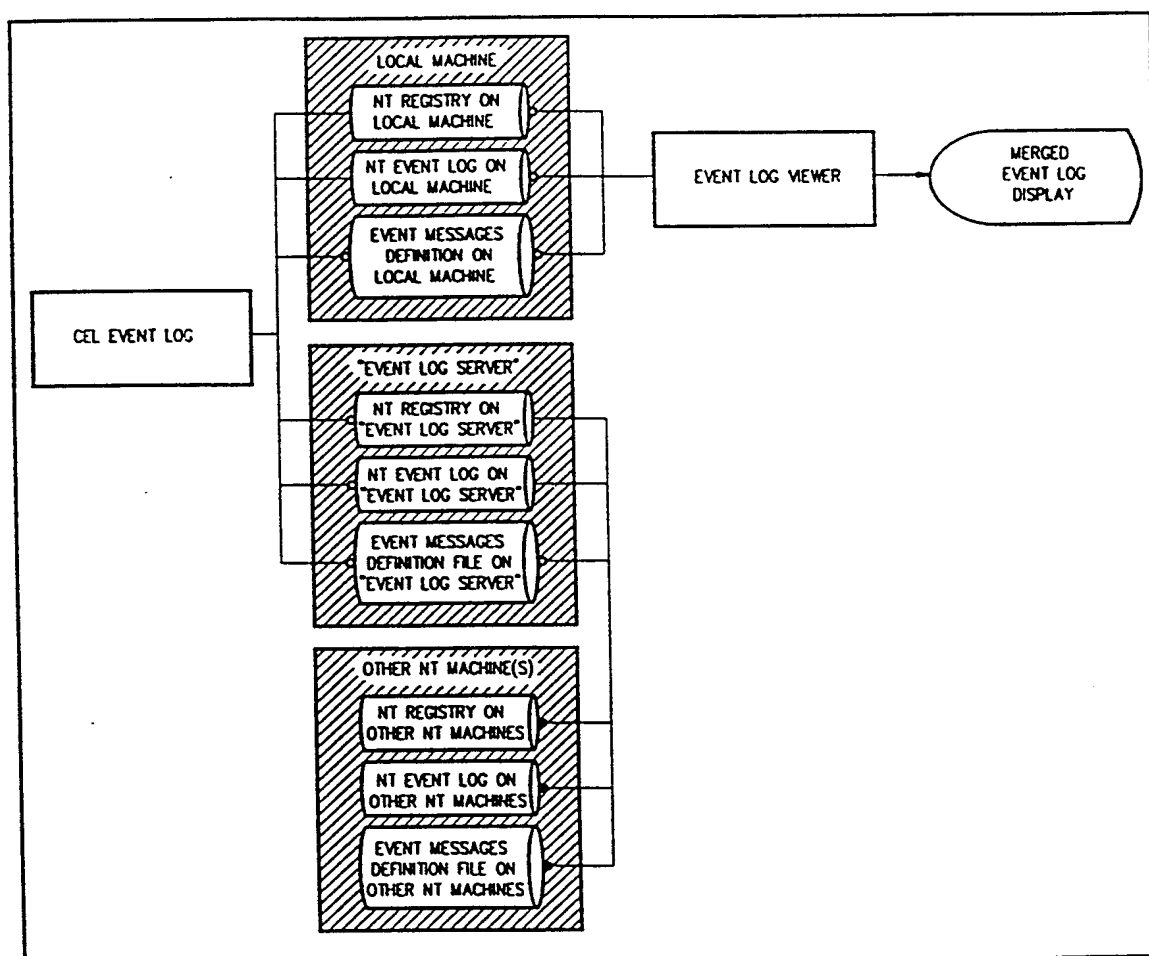 LOCAL MACHINE
NT REGISTRY ON
LOCAL MACHINE
NT EVENT LOG ON
LOCAL MACHINE
EVENT MESSAGES
DEFINITION ON
LOCAL MACHINE
EVENT LOG VIEWER
MERGED
EVENT LOG
DISPLAY
CEL EVENT LOG
"EVENT LOG SERVER"
NT REGISTRY ON
"EVENT LOG SERVER"
NT EVENT LOG ON
"EVENT LOG SERVER"
EVENT MESSAGES
DEFINITION FILE ON
"EVENT LOG SERVER"
OTHER NT MACHINE(S)
NT REGISTRY ON
OTHER NT MACHINES
NT EVENT LOG ON
OTHER NT MACHINES
EVENT MESSAGES
DEFINITION FILE ON
OTHER NT MACHINES